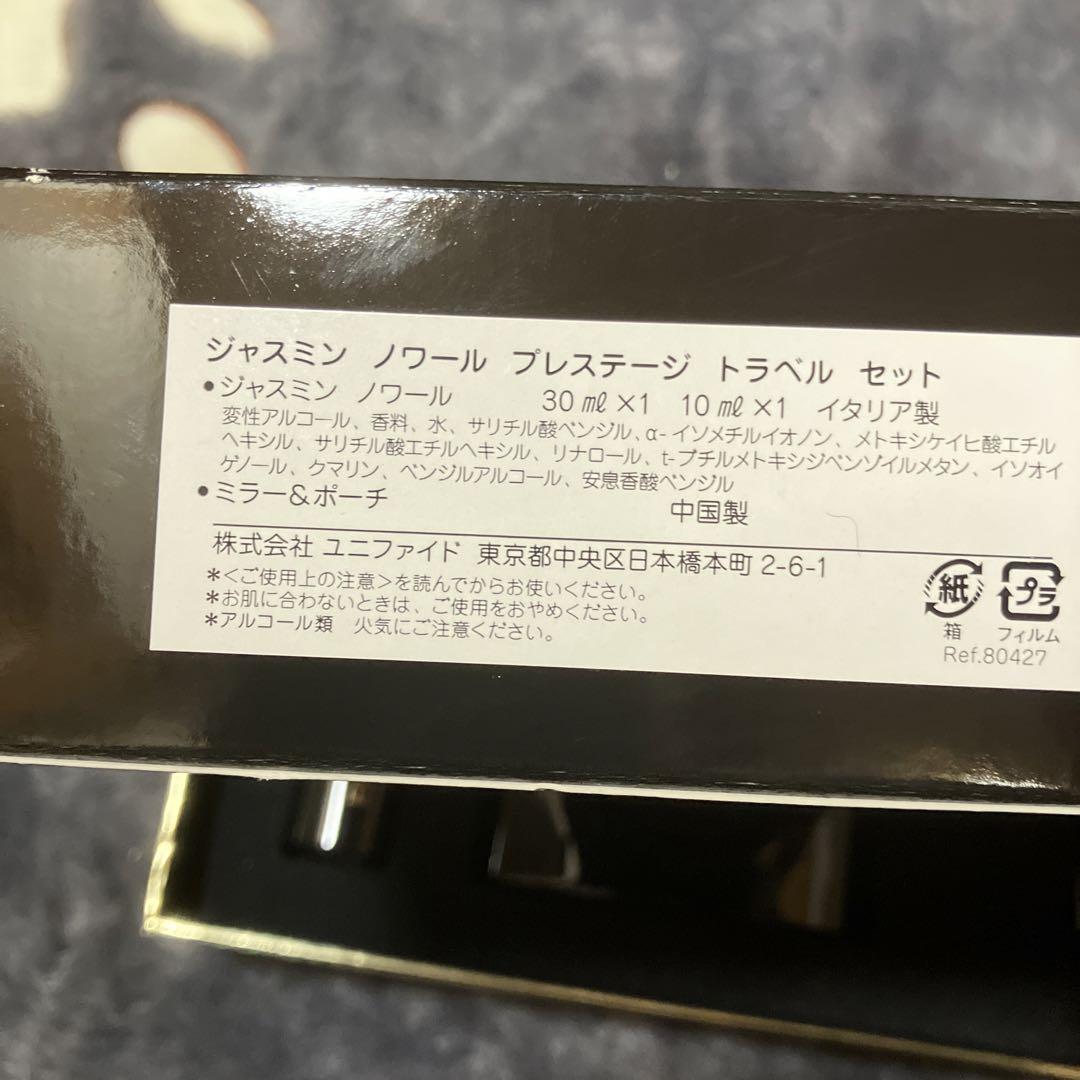 ジャスミン ノワール プレステージ トラベル セット
•ジャスミン ノワール 30㎖×1 10㎖×1 イタリア製
変性アルコール、香料、水、サリチル酸ベンジル、α-イソメチルイオノン、メトキシケイヒ酸エチル
ヘキシル、サリチル酸エチルヘキシル、リナロール、t-ブチルメトキシジベンゾイルメタン、イソオイ
ゲノール、クマリン、ベンジルアルコール、安息香酸ベンジル
•ミラー&ポーチ 中国製
株式会社 ユニファイド 東京都中央区日本橋本町2-6-1
*<ご使用上の注意>を読んでからお使いください。
*お肌に合わないときは、ご使用をおやめください。
*アルコール類 火気にご注意ください。
紙 プラ
箱 フィルム
Ref.80427